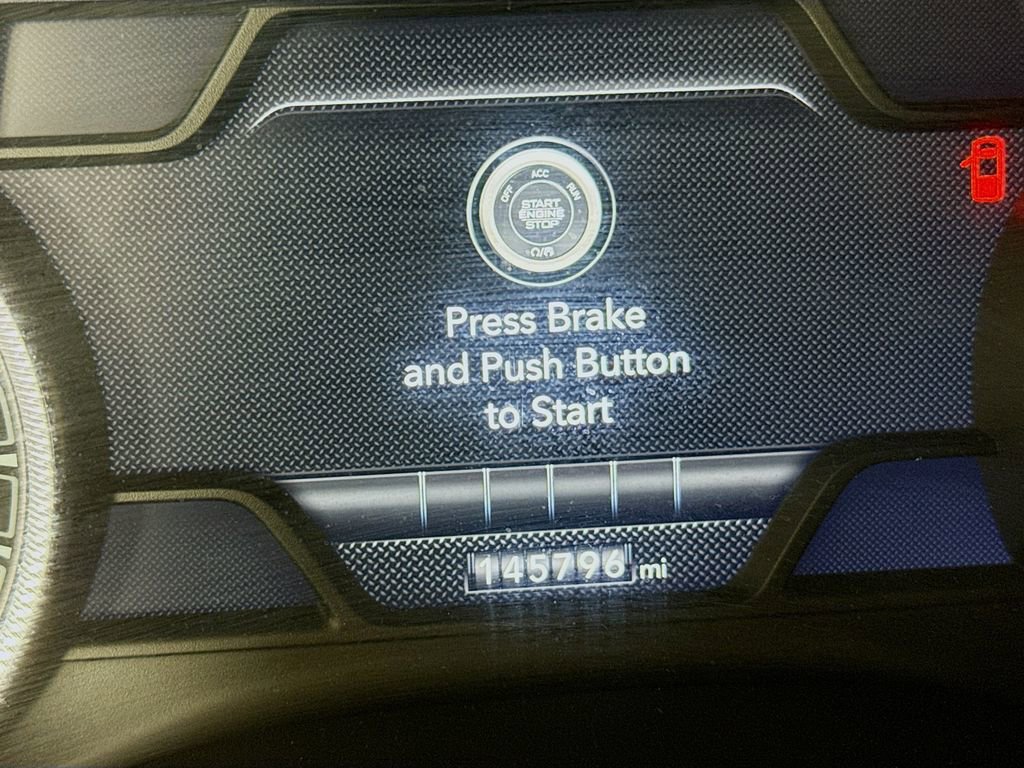 OFF ACC RUN
START
ENGINE
STOP
Press Brake
and Push Button
to Start
145796 mi